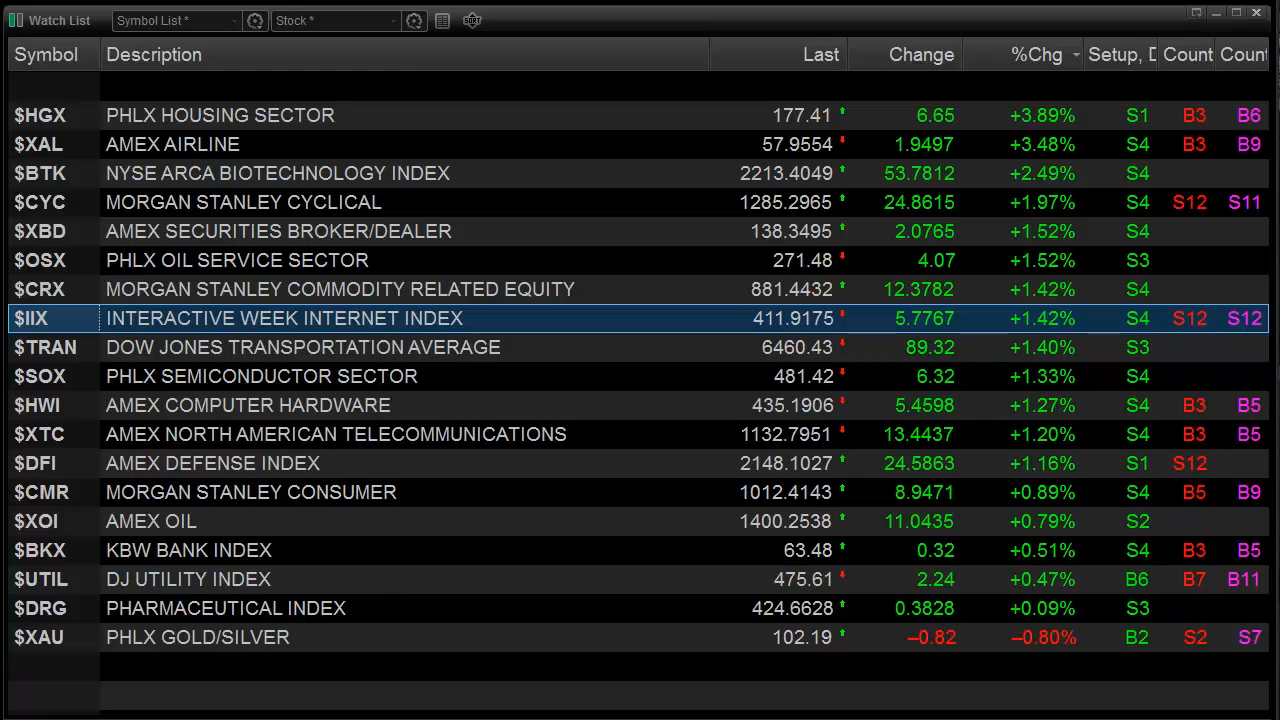 Watch List Symbol List * Stock * SORT
Symbol Description Last Change %Chg Setup, D Count Count
$HGX PHLX HOUSING SECTOR 177.41 6.65 +3.89% S1 B3 B6
$XAL AMEX AIRLINE 57.9554 1.9497 +3.48% S4 B3 B9
$BTK NYSE ARCA BIOTECHNOLOGY INDEX 2213.4049 53.7812 +2.49% S4
$CYC MORGAN STANLEY CYCLICAL 1285.2965 24.8615 +1.97% S4 S12 S11
$XBD AMEX SECURITIES BROKER/DEALER 138.3495 2.0765 +1.52% S4
$OSX PHLX OIL SERVICE SECTOR 271.48 4.07 +1.52% S3
$CRX MORGAN STANLEY COMMODITY RELATED EQUITY 881.4432 12.3782 +1.42% S4
$IIX INTERACTIVE WEEK INTERNET INDEX 411.9175 5.7767 +1.42% S4 S12 S12
$TRAN DOW JONES TRANSPORTATION AVERAGE 6460.43 89.32 +1.40% S3
$SOX PHLX SEMICONDUCTOR SECTOR 481.42 6.32 +1.33% S4
$HWI AMEX COMPUTER HARDWARE 435.1906 5.4598 +1.27% S4 B3 B5
$XTC AMEX NORTH AMERICAN TELECOMMUNICATIONS 1132.7951 13.4437 +1.20% S4 B3 B5
$DFI AMEX DEFENSE INDEX 2148.1027 24.5863 +1.16% S1 S12
$CMR MORGAN STANLEY CONSUMER 1012.4143 8.9471 +0.89% S4 B5 B9
$XOI AMEX OIL 1400.2538 11.0435 +0.79% S2
$BKX KBW BANK INDEX 63.48 0.32 +0.51% S4 B3 B5
$UTIL DJ UTILITY INDEX 475.61 2.24 +0.47% B6 B7 B11
$DRG PHARMACEUTICAL INDEX 424.6628 0.3828 +0.09% S3
$XAU PHLX GOLD/SILVER 102.19 –0.82 –0.80% B2 S2 S7